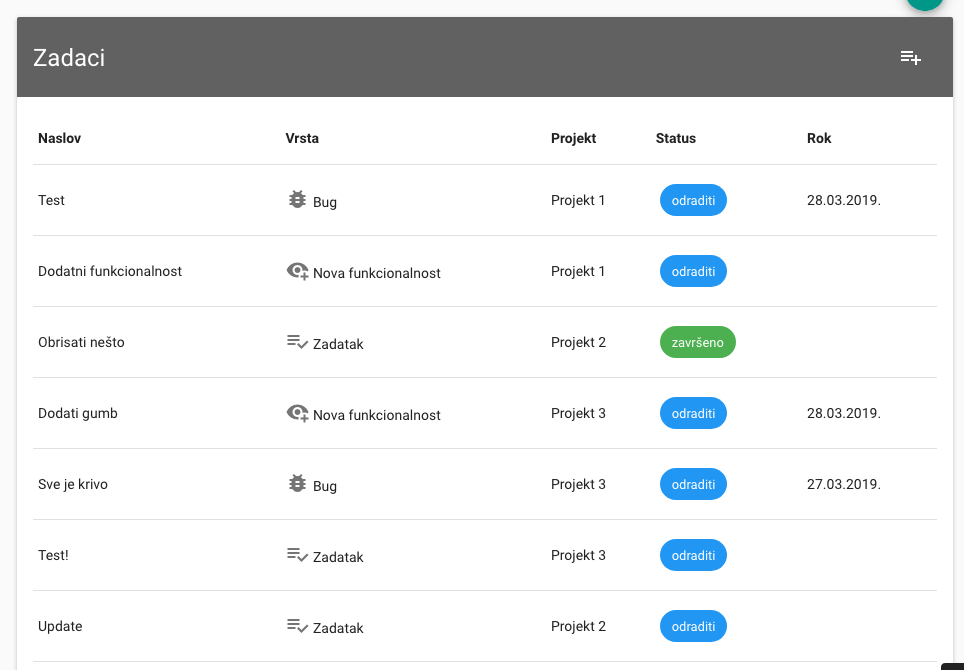 Zadaci
Naslov Vrsta Projekt Status Rok
Test Bug Projekt 1 odraditi 28.03.2019.
Dodatni funkcionalnost Nova funkcionalnost Projekt 1 odraditi
Obrisati nešto Zadatak Projekt 2 završeno
Dodati gumb Nova funkcionalnost Projekt 3 odraditi 28.03.2019.
Sve je krivo Bug Projekt 3 odraditi 27.03.2019.
Test! Zadatak Projekt 3 odraditi
Update Zadatak Projekt 2 odraditi